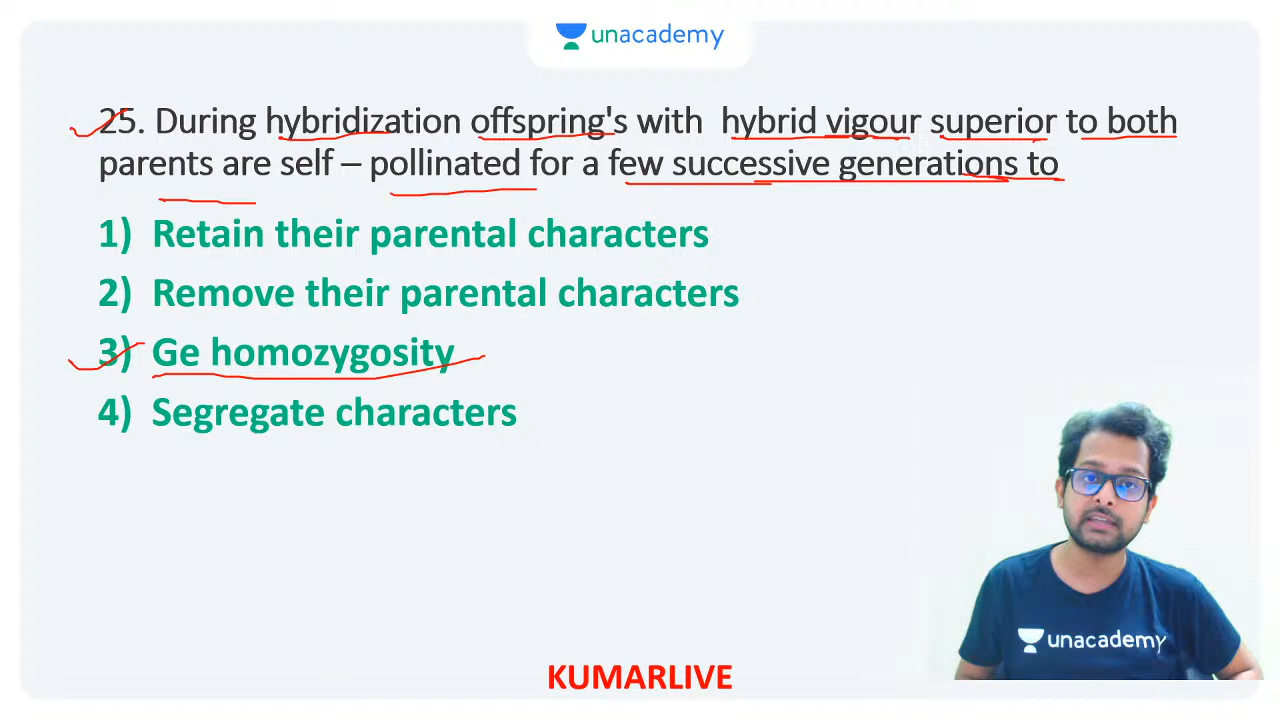 unacademy
25. During hybridization offspring's with hybrid vigour superior to both
parents are self – pollinated for a few successive generations to
1) Retain their parental characters
2) Remove their parental characters
3) Ge homozygosity
4) Segregate characters
unacademy
KUMARLIVE